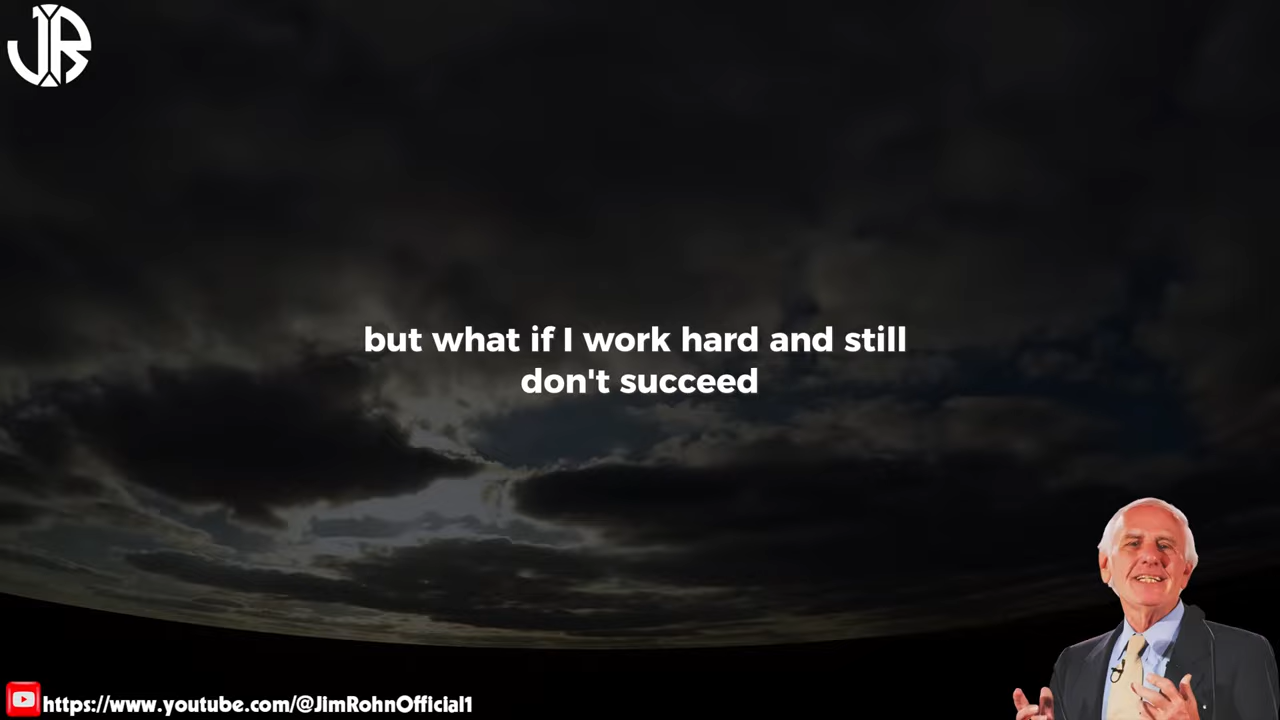 JR
but what if I work hard and still
don't succeed
https://www.youtube.com/@JimRohnOfficial1